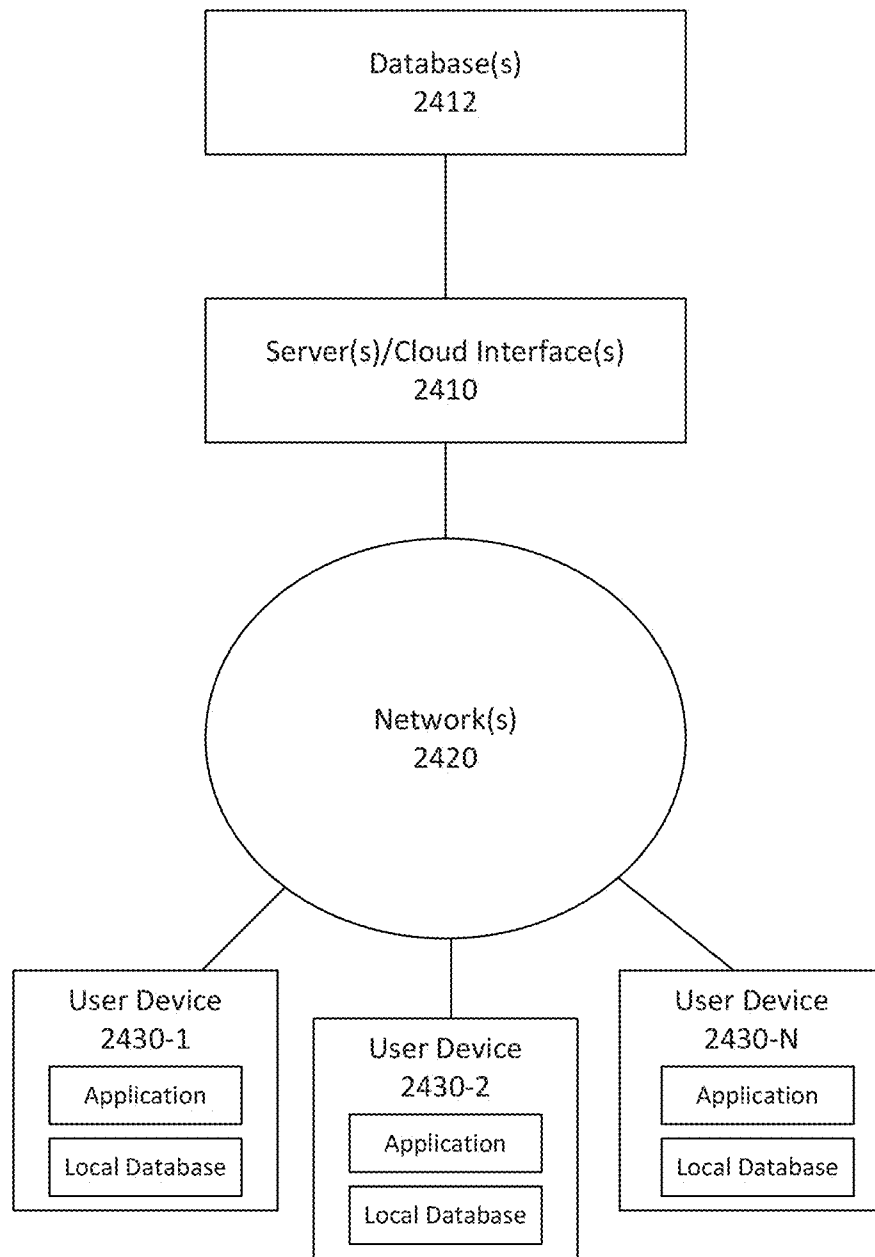 Database(s)
2412
Server(s)/Cloud Interface(s)
2410
Network(s)
2420
User Device
2430-1
Application
Local Database
User Device
2430-2
Application
Local Database
User Device
2430-N
Application
Local Database